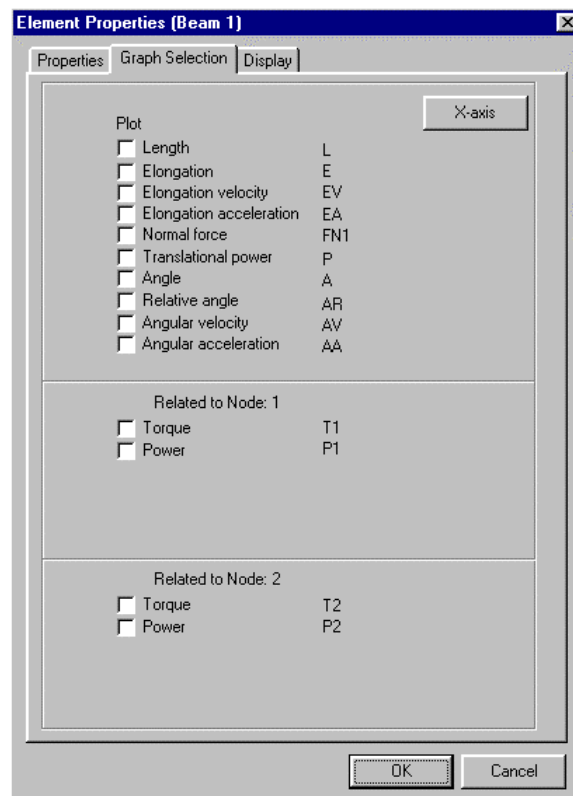 Element Properties (Beam 1)
Properties Graph Selection Display
X-axis
Plot
Length L
Elongation E
Elongation velocity EV
Elongation acceleration EA
Normal force FN1
Translational power P
Angle A
Relative angle AR
Angular velocity AV
Angular acceleration AA
Related to Node: 1
Torque T1
Power P1
Related to Node: 2
Torque T2
Power P2
OK Cancel